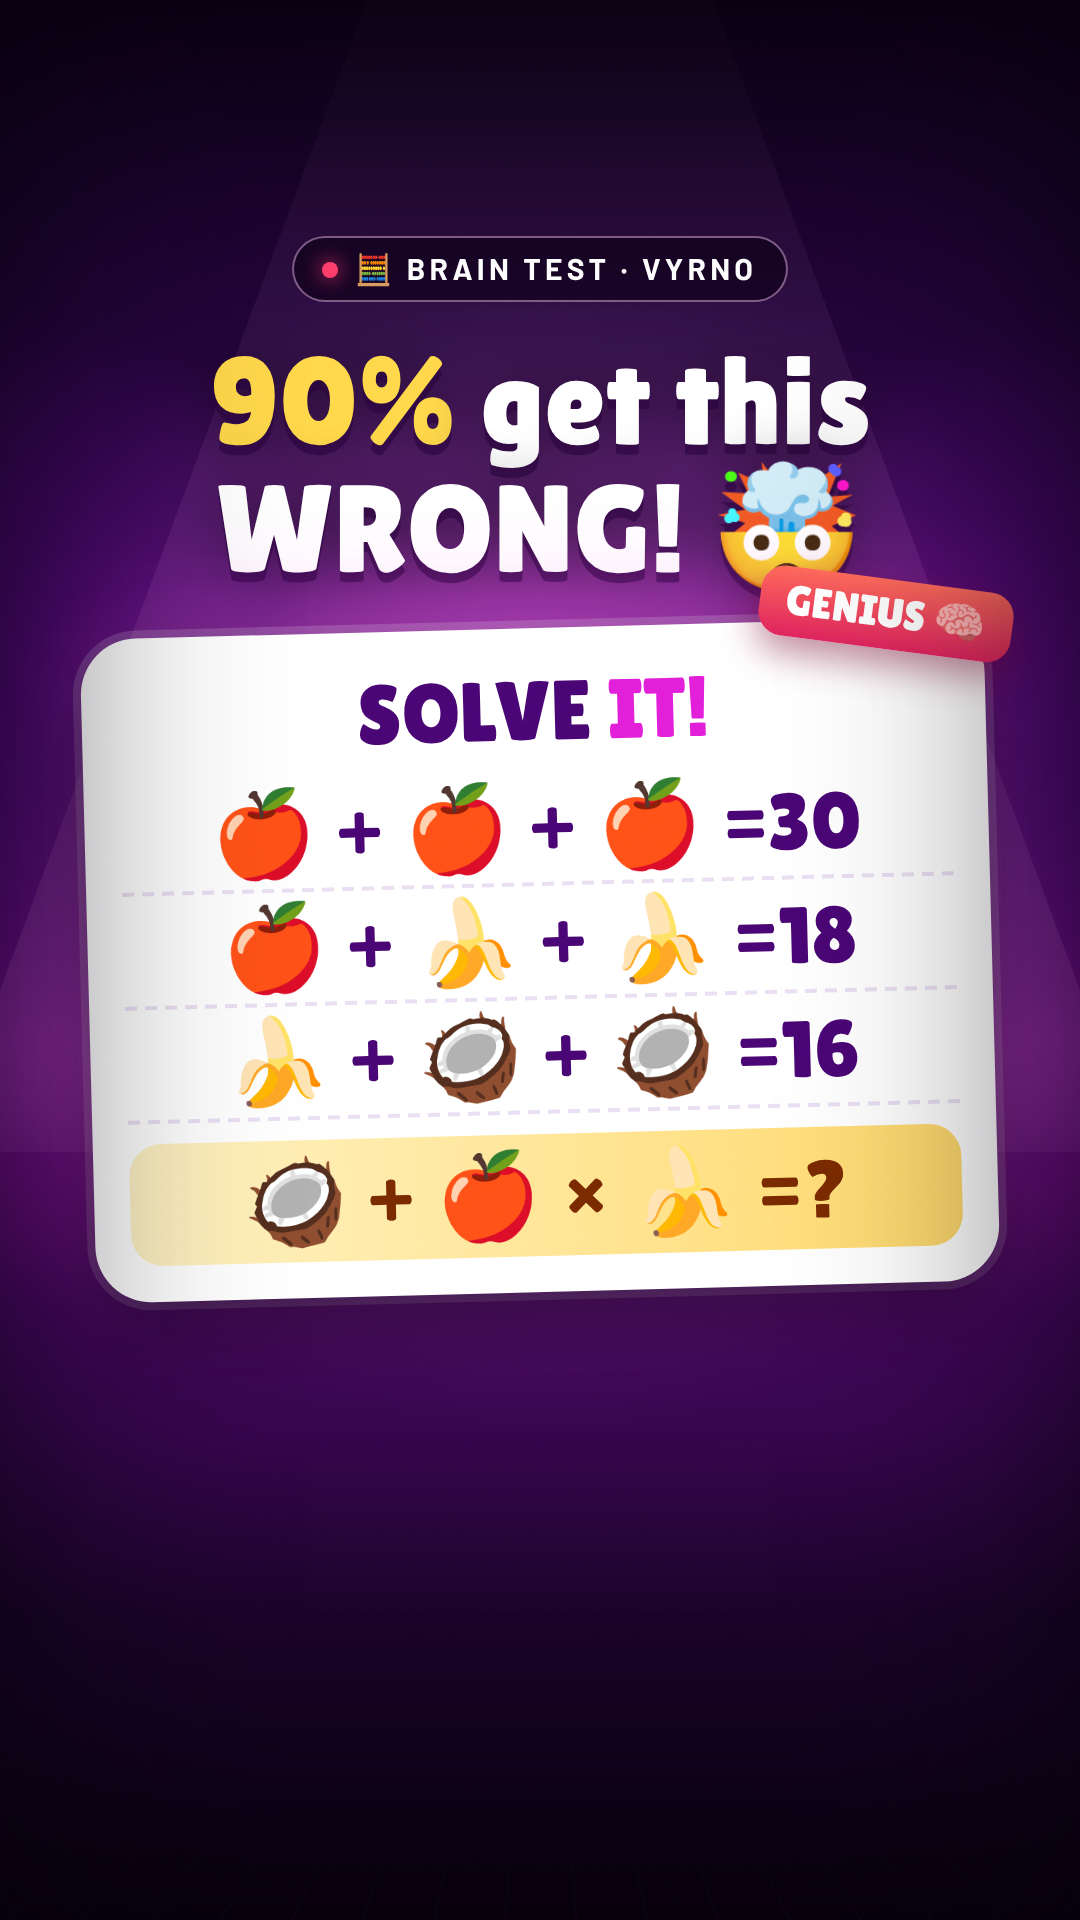 🧮 BRAIN TEST · VYRNO
90% get this
WRONG! 🤯
GENIUS 🧠
SOLVE IT!
🍎 + 🍎 + 🍎 =30
🍎 + 🍌 + 🍌 =18
🍌 + 🥥 + 🥥 =16
🥥 + 🍎 × 🍌 =?